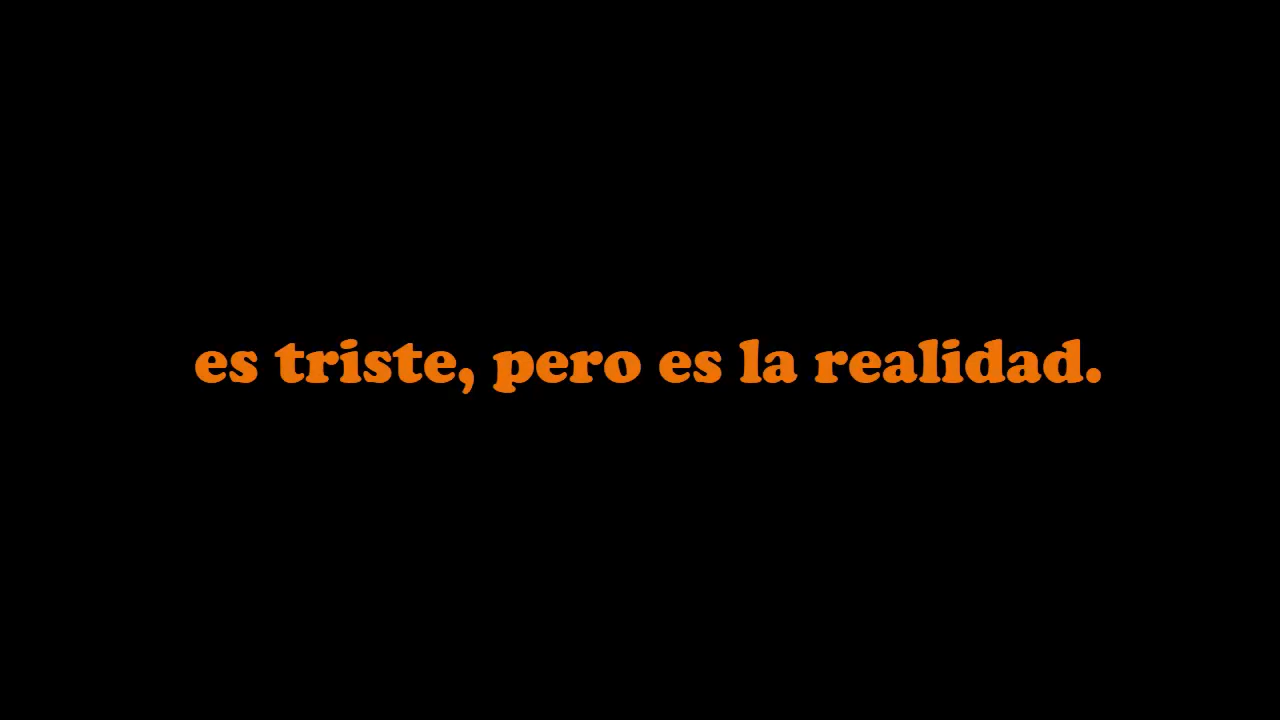 es triste, pero es la realidad.